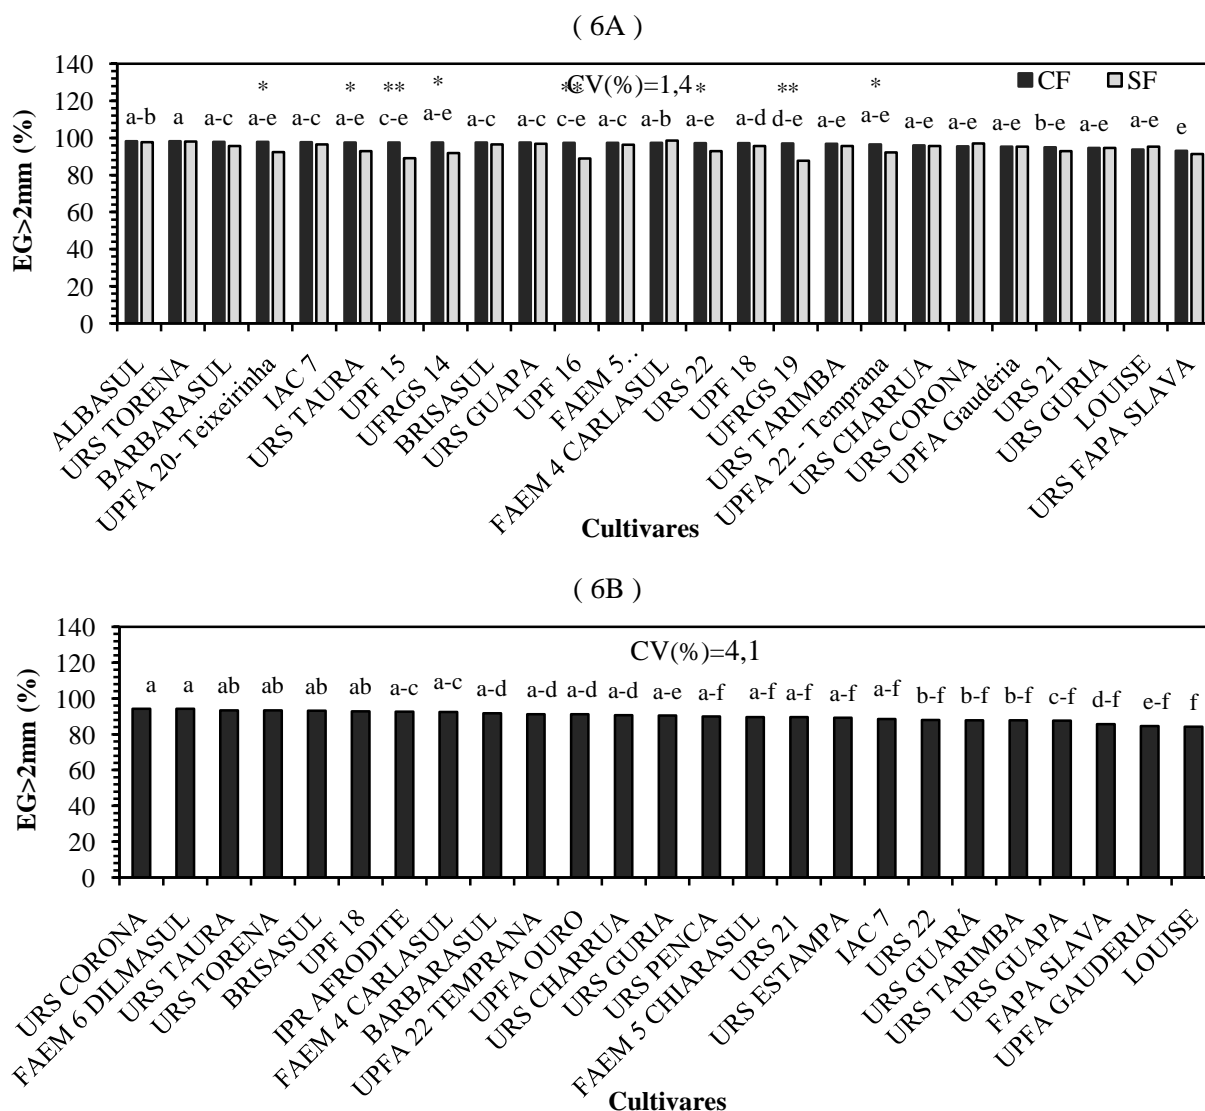 ( 6A )
140
120
100
80
60
40
20
0
EG>2mm (%)
CV(%)=1,4
CF
SF
* * ** * ** * ** *
a-b a a-c a-e a-c a-e c-e a-e a-c a-c c-e a-c a-b a-e a-d d-e a-e a-e a-e a-e a-e b-e a-e a-e e
ALBASUL
URS TORENA
BARBARASUL
UPFA 20- Teixeirinha
IAC 7
URS TAURA
UPF 15
UFRGS 14
BRISASUL
URS GUAPA
UPF 16
FAEM 5...
FAEM 4 CARLASUL
URS 22
UPF 18
UFRGS 19
URS TARIMBA
UPFA 22 - Temprana
URS CHARRUA
URS CORONA
UPFA Gaudéria
URS 21
URS GURIA
LOUISE
URS FAPA SLAVA
Cultivares
( 6B )
140
120
100
80
60
40
20
0
EG>2mm (%)
CV(%)=4,1
a a ab ab ab ab a-c a-c a-d a-d a-d a-d a-e a-f a-f a-f a-f a-f b-f b-f b-f c-f d-f e-f f
URS CORONA
FAEM 6 DILMASUL
URS TAURA
URS TORENA
BRISASUL
UPF 18
IPR AFRODITE
FAEM 4 CARLASUL
BARBARASUL
UPFA 22 TEMPRANA
UPFA OURO
URS CHARRUA
URS GURIA
URS PENCA
FAEM 5 CHIARASUL
URS 21
URS ESTAMPA
IAC 7
URS 22
URS GUARÁ
URS TARIMBA
URS GUAPA
FAPA SLAVA
UPFA GAUDERIA
LOUISE
Cultivares